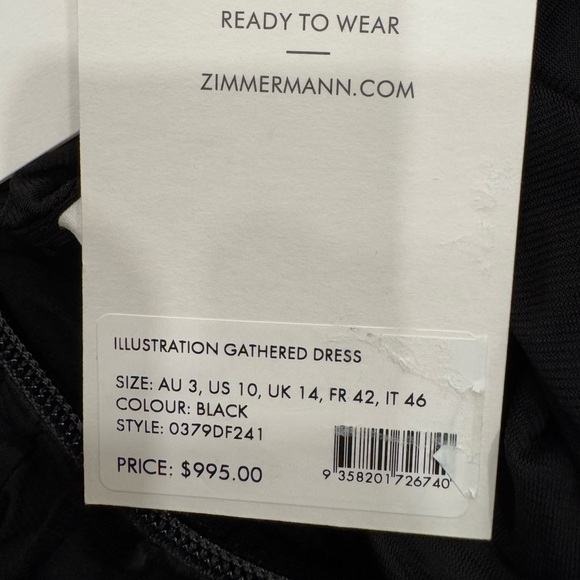 READY TO WEAR
ZIMMERMANN.COM
ILLUSTRATION GATHERED DRESS
SIZE: AU 3, US 10, UK 14, FR 42, IT 46
COLOUR: BLACK
STYLE: 0379DF241
PRICE: $995.00
9 358201 726740